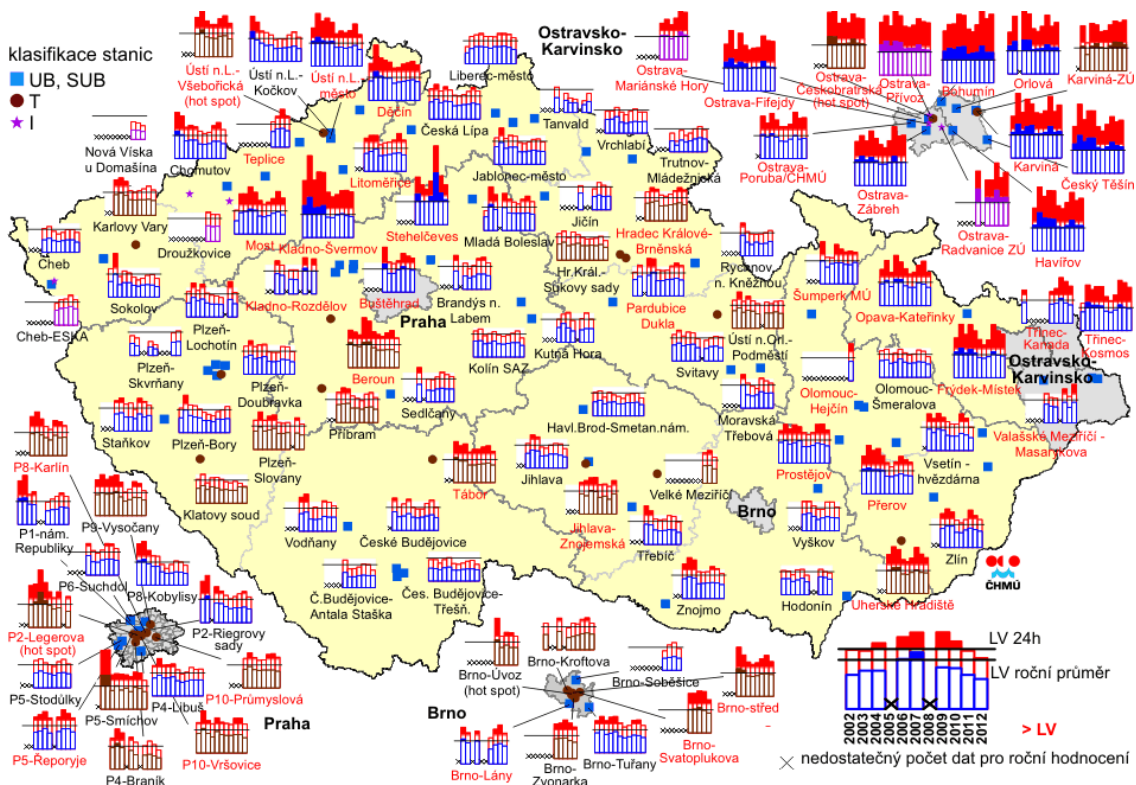 Ostravsko-
Karvinsko
klasifikace stanic
UB, SUB
T
I
Ústí n.L.-
Všebořická
(hot spot)
Ústí n.L.-
Kočkov
Ústí n.L.-
město
Děčín
Liberec-město
Česká Lípa
Tanvald
Vrchlabí
Trutnov-
Mládežnická
Ostrava-
Mariánské Hory
Ostrava-Fifejdy
Ostrava-
Českobratrská
(hot spot)
Ostrava-
Přívoz
Bohumín
Orlová
Karviná-ZÚ
Karviná
Český Těšín
Ostrava-
Poruba/CHMÚ
Ostrava-
Zábřeh
Ostrava-
Radvanice ZÚ
Havířov
Nová Víska
u Domašína
Chomutov
Teplice
Litoměřice
Jablonec-město
Karlovy Vary
Droužkovice
Most
Kladno-Švermov
Stehelčeves
Mladá Boleslav
Jičín
Hradec Králové-
Brněnská
Hr.Král.-
Sukovy sady
Rychnov
n. Kněžnou
Šumperk MÚ
Opava-Kateřinky
Cheb
Cheb-ESKA
Sokolov
Plzeň-
Lochotín
Kladno-Rozdělov
Buštěhrad
Praha
Brandýs n.
Labem
Pardubice
Dukla
Ústí n.Orl.-
Podměstí
Třinec-
Kanada
Třinec-
Kosmos
Ostravsko-
Karvinsko
Plzeň-
Skvrňany
Plzeň-
Doubravka
Beroun
Kolín SAZ
Kutná Hora
Svitavy
Olomouc-
Hejčín
Olomouc-
Šmeralova
Frýdek-Místek
Staňkov
Plzeň-Bory
Plzeň-
Slovany
Příbram
Sedlčany
Havl.Brod-Smetan.nám.
Moravská
Třebová
Valašské Meziříčí -
Masarykova
P8-Karlín
Klatovy soud
Tábor
Jihlava
Velké Meziříčí
Prostějov
Přerov
Vsetín -
hvězdárna
P1-nám.
Republiky
P9-Vysočany
Vodňany
České Budějovice
Jihlava-
Znojemská
Třebíč
Brno
Vyškov
Zlín
ČHMÚ
P6-Suchdol
P8-Kobylisy
Č.Budějovice-
Antala Staška
Čes. Budějovice-
Třešň.
Znojmo
Hodonín
Uherské Hradiště
P2-Legerova
(hot spot)
P2-Riegrovy
sady
P5-Stodůlky
P5-Smíchov
P4-Libuš
P10-Průmyslová
Praha
P5-Řeporyje
P4-Braník
P10-Vršovice
Brno-Úvoz
(hot spot)
Brno-Kroftova
Brno-Soběšice
Brno-střed
Brno
Brno-Lány
Brno-
Zvonarka
Brno-Tuřany
Brno-
Svatoplukova
LV 24h
LV roční průměr
2002
2003
2004
2005
2006
2007
2008
2009
2010
2011
2012
> LV
nedostatečný počet dat pro roční hodnocení